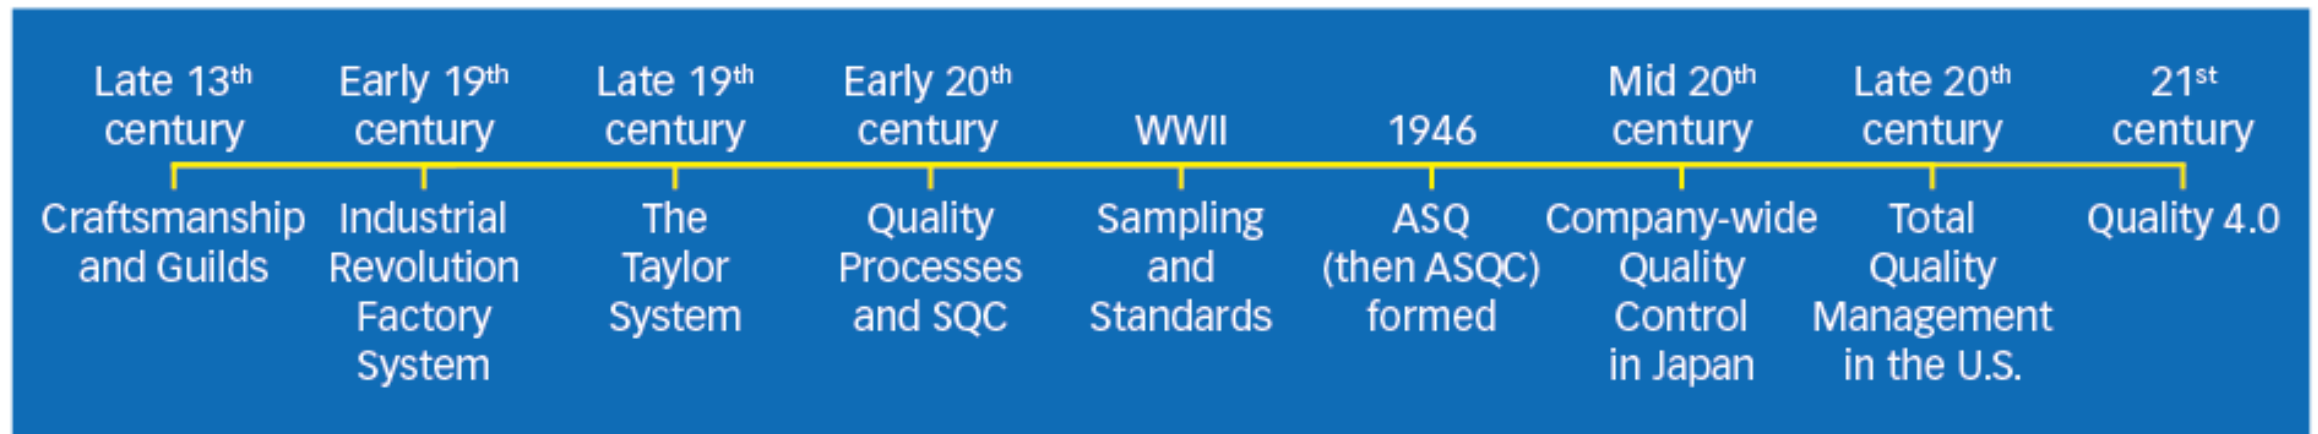 Late 13th
century
Craftsmanship
and Guilds
Early 19th
century
Industrial
Revolution
Factory
System
Late 19th
century
The
Taylor
System
Early 20th
century
Quality
Processes
and SQC
WWII
Sampling
and
Standards
1946
ASQ
(then ASQC)
formed
Mid 20th
century
Company-wide
Quality
Control
in Japan
Late 20th
century
Total
Quality
Management
in the U.S.
21st
century
Quality 4.0